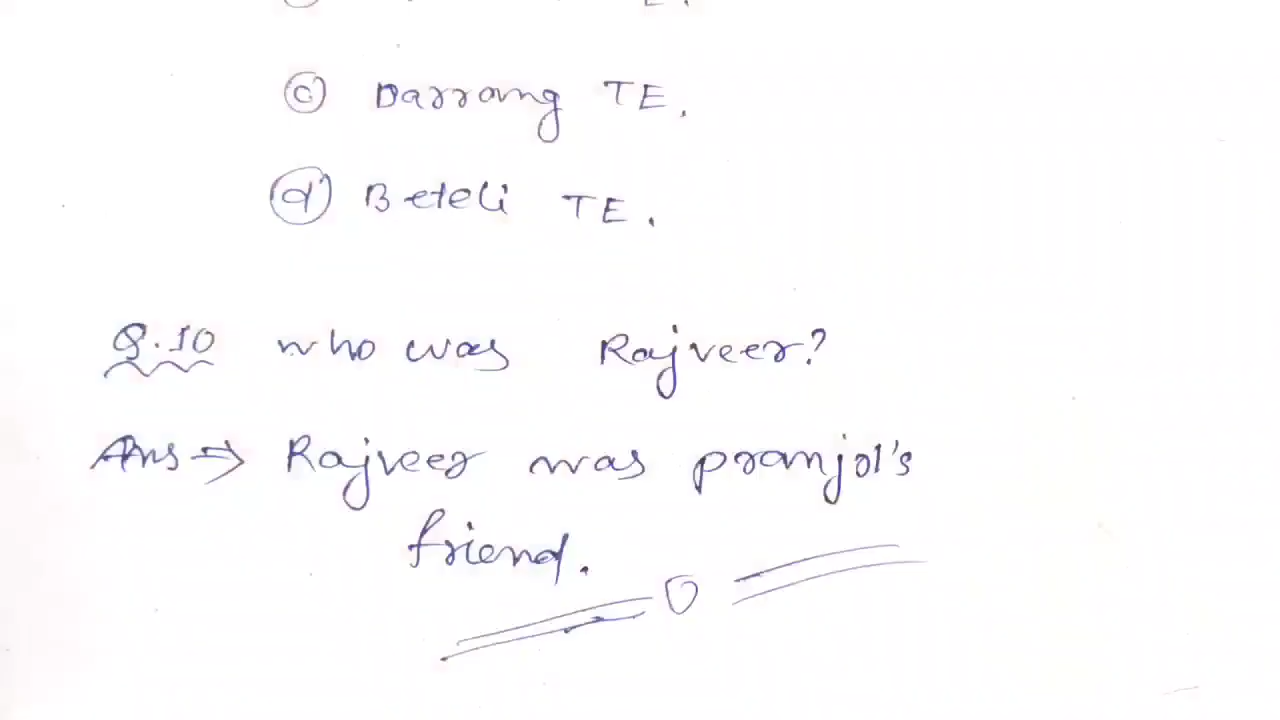 (c) Darrang TE.
(d) Beteli TE.
Q.10 who was Rajveer?
Ans → Rajveer was pranjol's
friend.